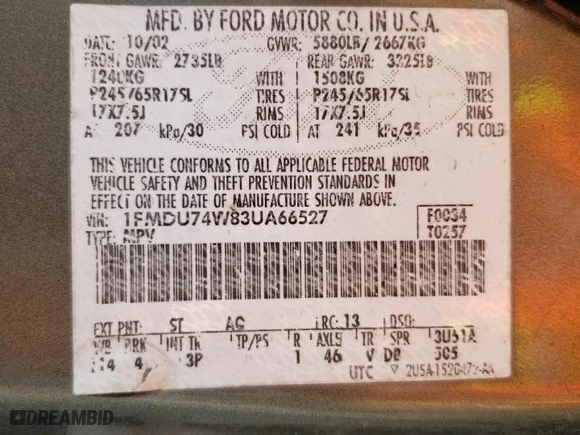 MFD. BY FORD MOTOR CO. IN U.S.A.
DATE: 10/02 GVWR: 5880LB/ 2667KG
FRONT GAWR: 2735LB REAR GAWR: 3325LB
1240KG WITH 1508KG WITH
P245/65R17SL TIRES P245/65R17SL TIRES
17X7.5J RIMS 17X7.5J RIMS
AT 207 kPa/30 PSI COLD AT 241 kPa/35 PSI COLD
THIS VEHICLE CONFORMS TO ALL APPLICABLE FEDERAL MOTOR
VEHICLE SAFETY AND THEFT PREVENTION STANDARDS IN
EFFECT ON THE DATE OF MANUFACTURE SHOWN ABOVE.
VIN: 1FMDU74W83UA66527 F0034
TYPE: MPV T0257
EXT PNT: ST AG RC: 13 DSO:
WB BRK INT TR TP/PS R AXLE TR SPR 3U51A
114 4 3P 1 46 V DB 505
UTC ▽ 2U5A-1520472-AA
DREAMBID